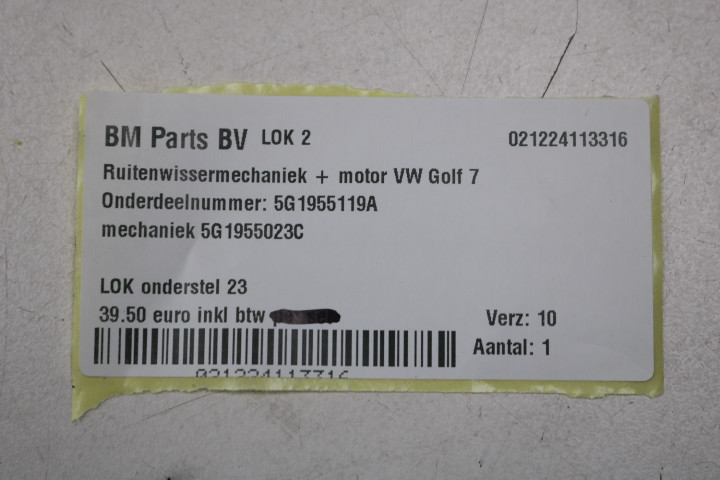 BM Parts BV LOK 2 021224113316
Ruitenwissermechaniek + motor VW Golf 7
Onderdeelnummer: 5G1955119A
mechaniek 5G1955023C
LOK onderstel 23
39.50 euro inkl btw
Verz: 10
Aantal: 1
021224113316